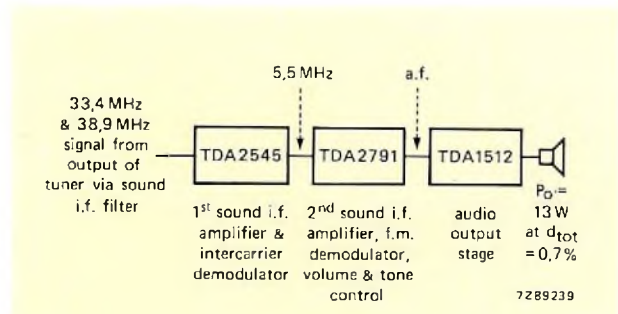 5,5 MHz
a.f.
33,4 MHz
& 38,9 MHz
signal from
output of
tuner via sound
i.f. filter
TDA2545
TDA2791
TDA1512
1st sound i.f.
amplifier &
intercarrier
demodulator
2nd sound i.f.
amplifier, f.m.
demodulator,
volume & tone
control
audio
output
stage
Po =
13 W
at dtot
= 0,7%
7Z89239